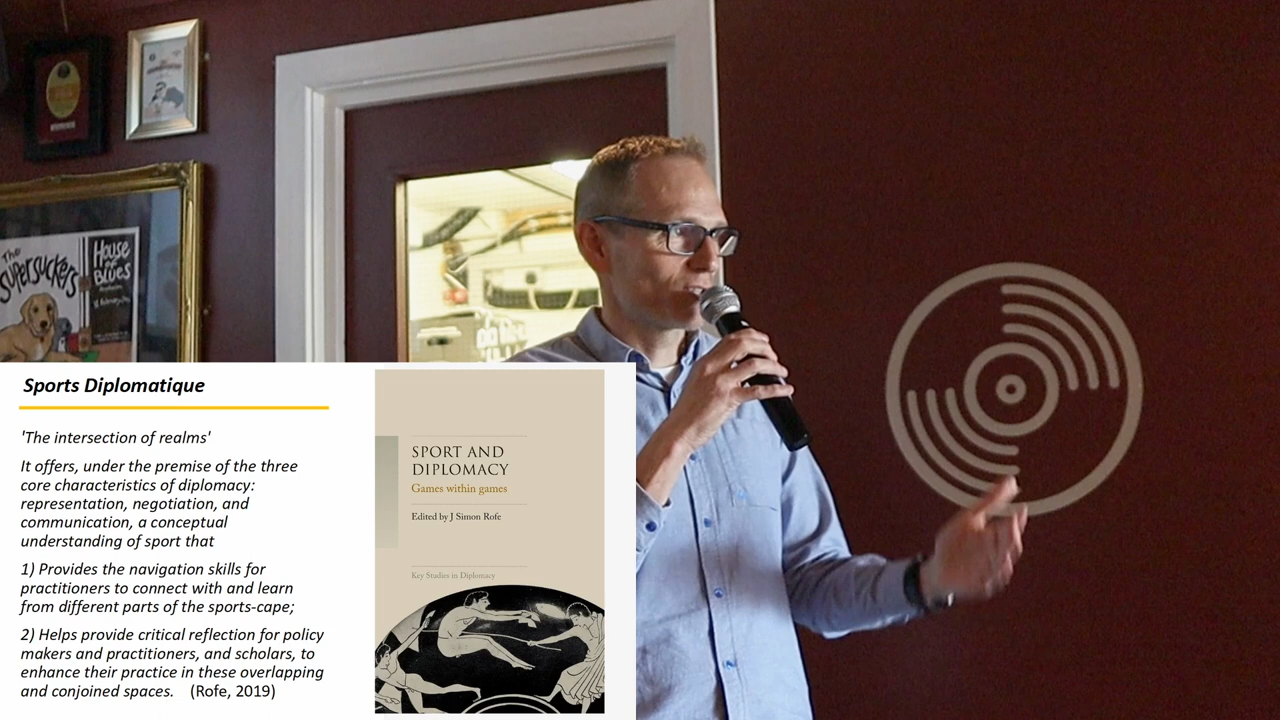 The
SUPERSUCKERS
House
of
Blues
Sports Diplomatique
'The intersection of realms'
It offers, under the premise of the three
core characteristics of diplomacy:
representation, negotiation, and
communication, a conceptual
understanding of sport that
1) Provides the navigation skills for
practitioners to connect with and learn
from different parts of the sports-cape;
2) Helps provide critical reflection for policy
makers and practitioners, and scholars, to
enhance their practice in these overlapping
and conjoined spaces. (Rofe, 2019)
SPORT AND
DIPLOMACY
Games within games
Edited by J Simon Rofe
Key Studies in Diplomacy